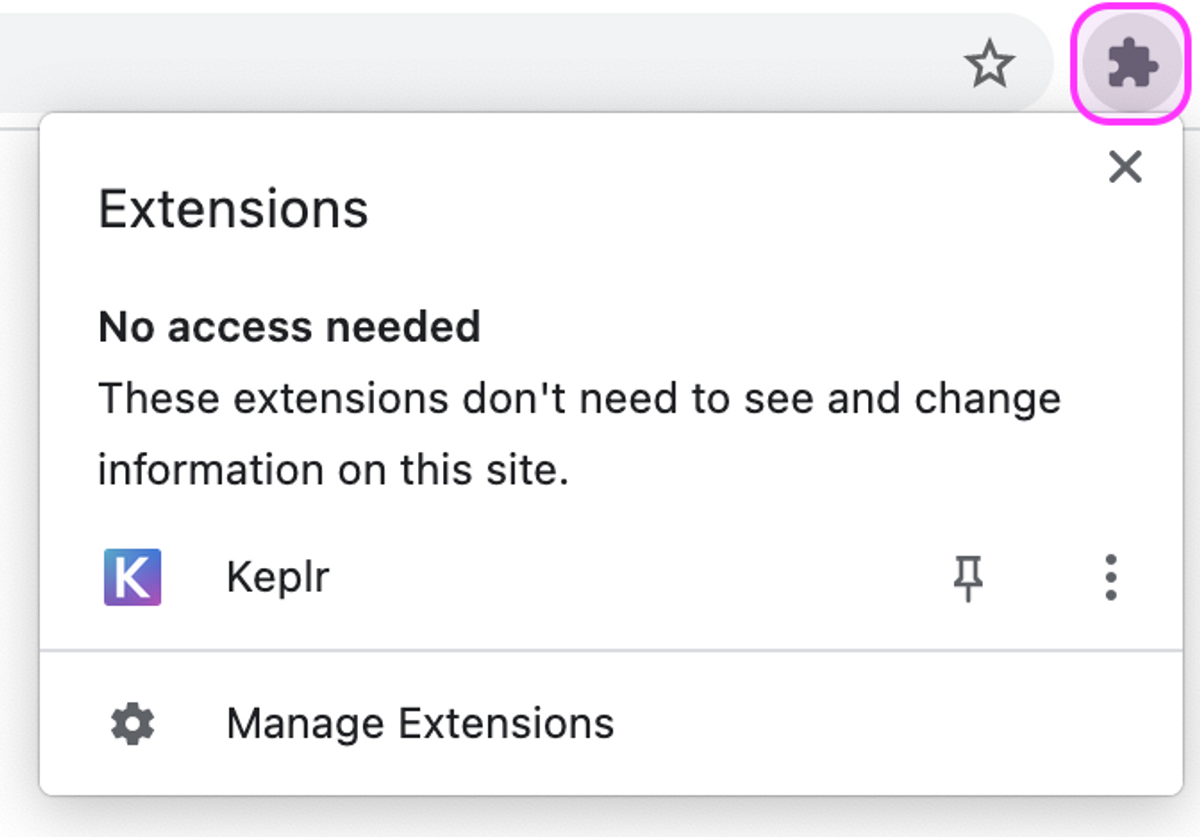 Extensions
No access needed
These extensions don't need to see and change
information on this site.
K Keplr
Manage Extensions